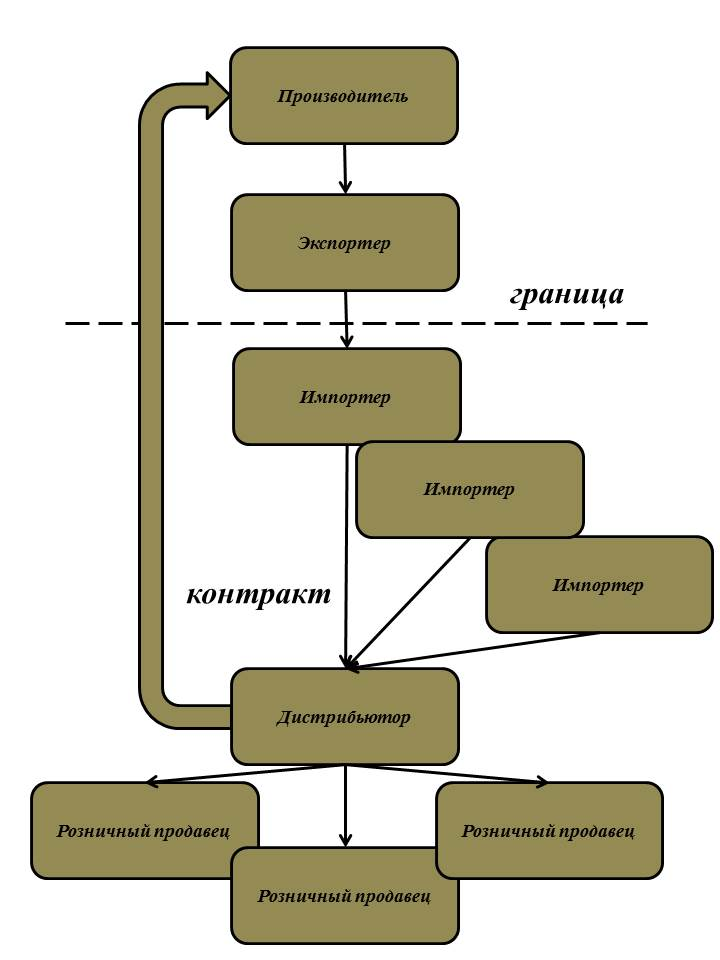 Производитель
Экспортер
граница
Импортер
Импортер
Импортер
контракт
Дистрибьютор
Розничный продавец
Розничный продавец
Розничный продавец